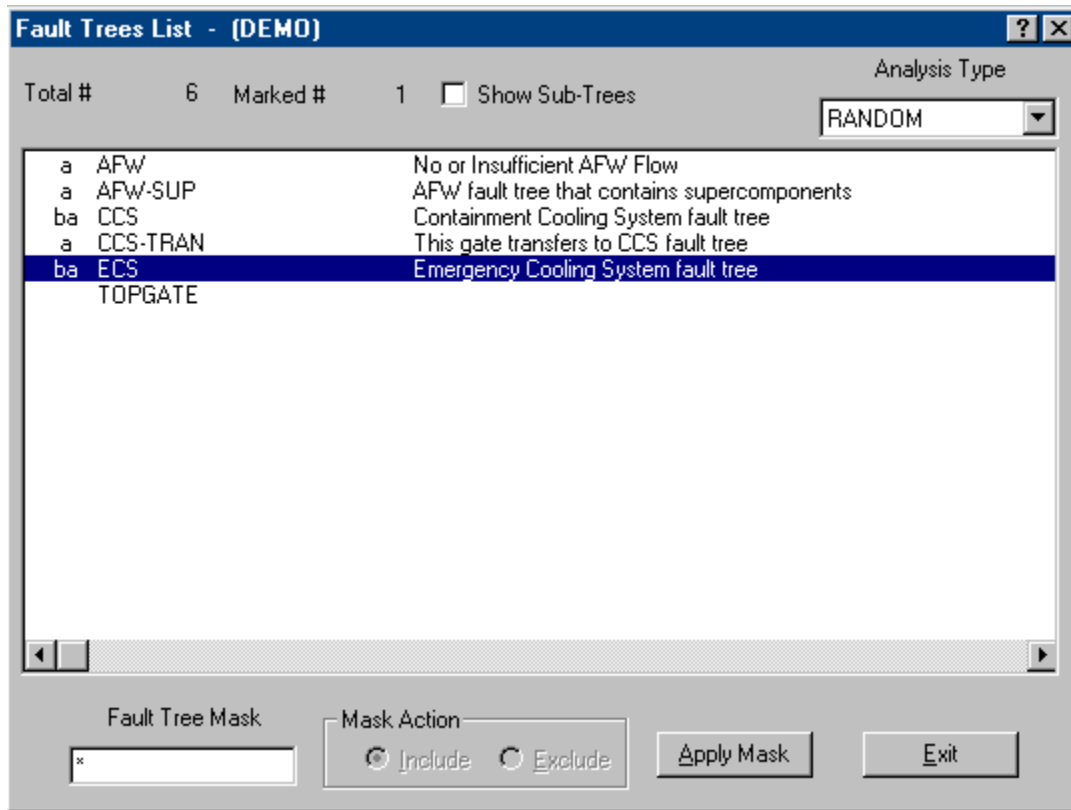 Fault Trees List - (DEMO)
Analysis Type
Total # 6 Marked # 1 Show Sub-Trees
RANDOM
a AFW No or Insufficient AFW Flow
a AFW-SUP AFW fault tree that contains supercomponents
ba CCS Containment Cooling System fault tree
a CCS-TRAN This gate transfers to CCS fault tree
ba ECS Emergency Cooling System fault tree
TOPGATE
Fault Tree Mask
Mask Action
*
Include Exclude
Apply Mask
Exit